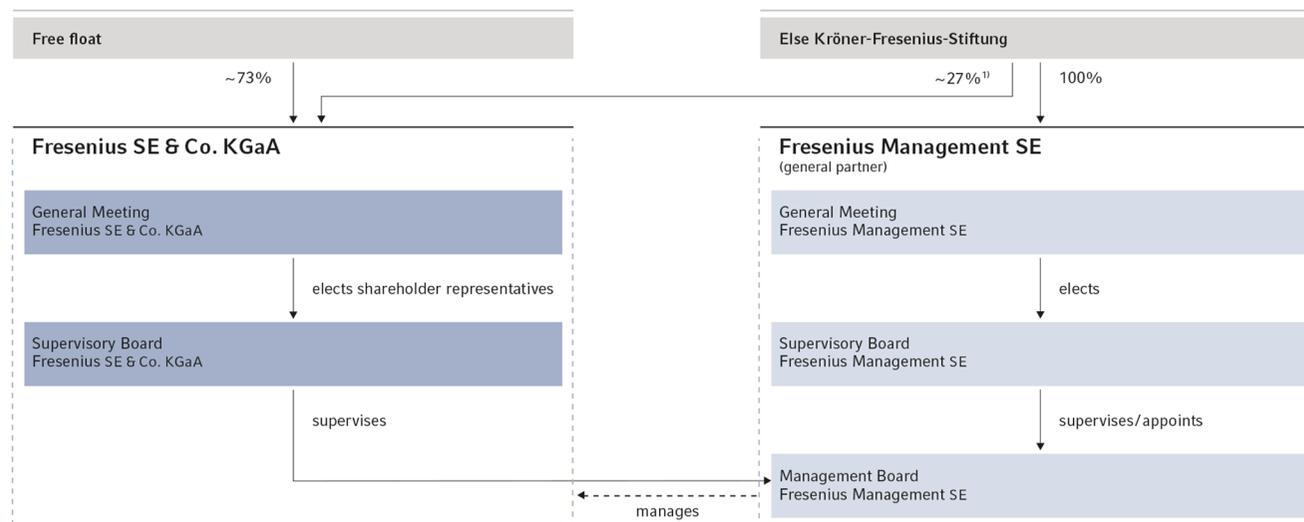 Free float
Else Kröner-Fresenius-Stiftung
~73%
~27%¹⁾
100%
Fresenius SE & Co. KGaA
Fresenius Management SE
(general partner)
General Meeting
Fresenius SE & Co. KGaA
General Meeting
Fresenius Management SE
elects shareholder representatives
elects
Supervisory Board
Fresenius SE & Co. KGaA
Supervisory Board
Fresenius Management SE
supervises
supervises/appoints
Management Board
Fresenius Management SE
manages